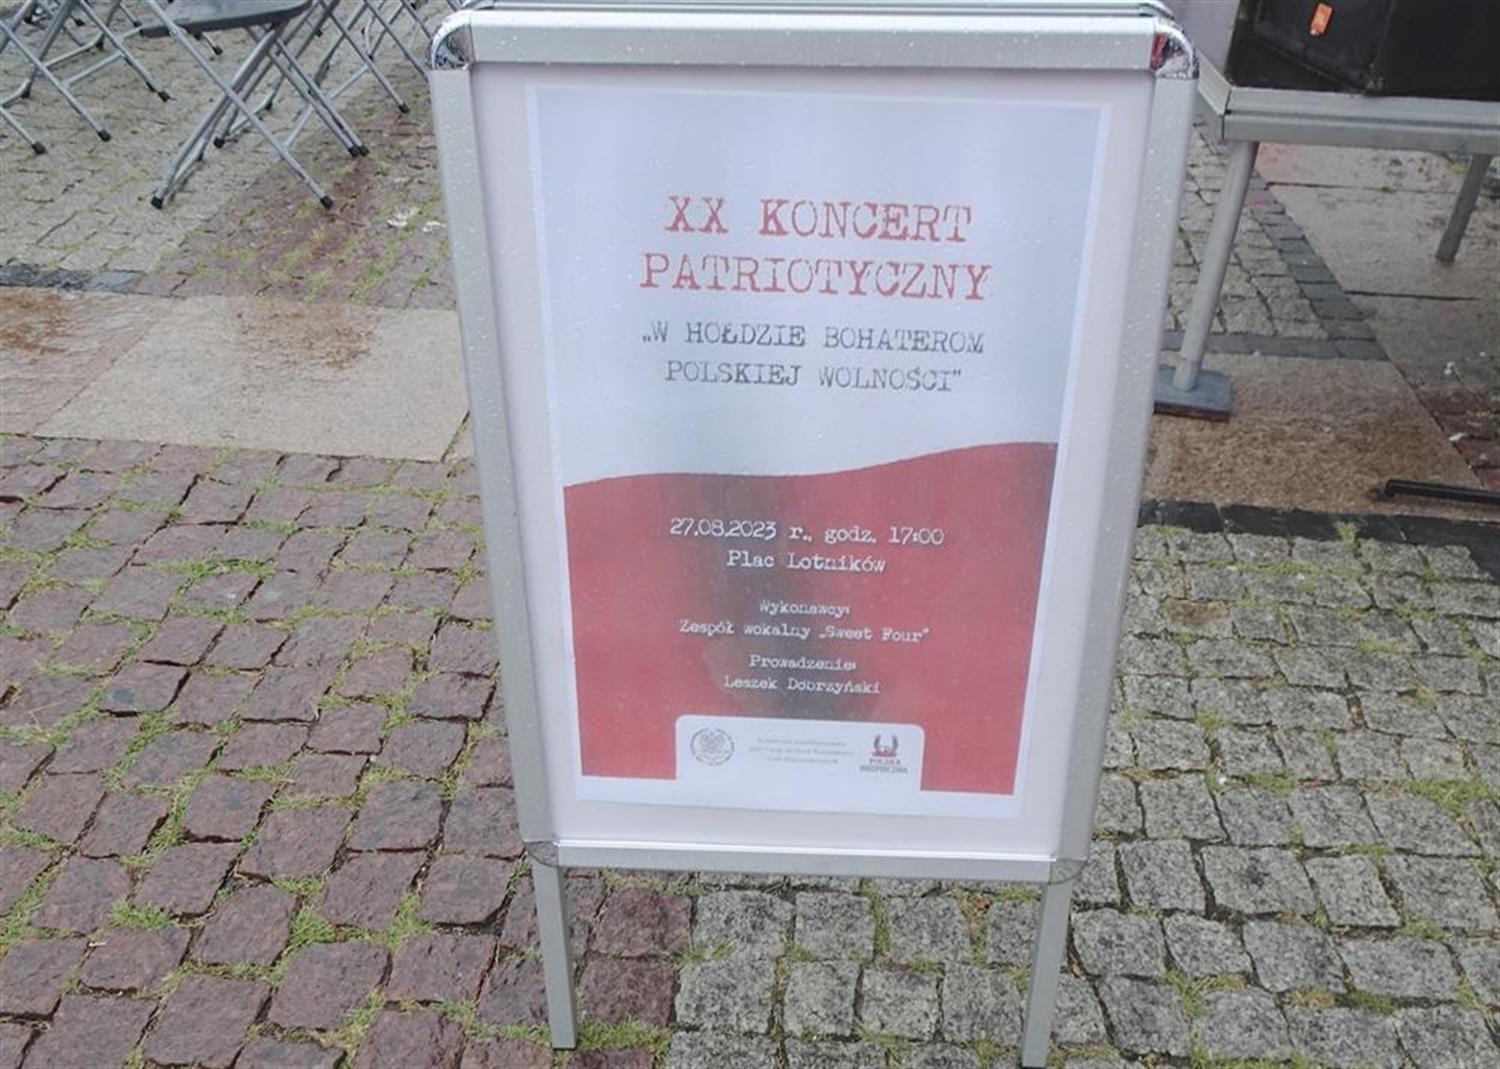 XX KONCERT
PATRIOTYCZNY
„W HOŁDZIE BOHATEROM
POLSKIEJ WOLNOŚCI”
27.08.2023 r., godz. 17:00
Plac Lotników
Wykonawcy:
Zespół wokalny „Sweet Four”
Prowadzenie:
Leszek Dobrzyński
POLSKA